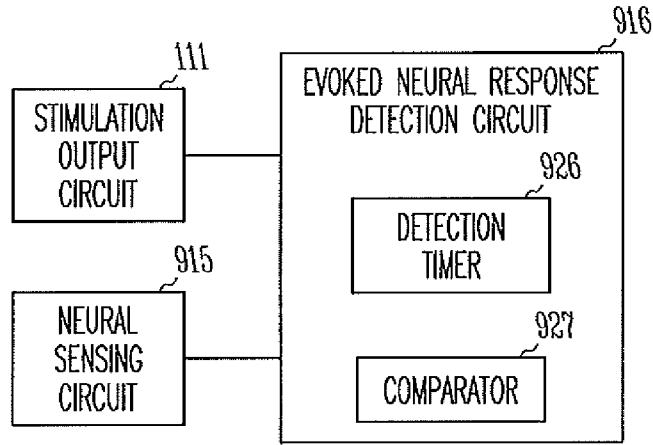 111
STIMULATION
OUTPUT
CIRCUIT
915
NEURAL
SENSING
CIRCUIT
916
EVOKED NEURAL RESPONSE
DETECTION CIRCUIT
926
DETECTION
TIMER
927
COMPARATOR